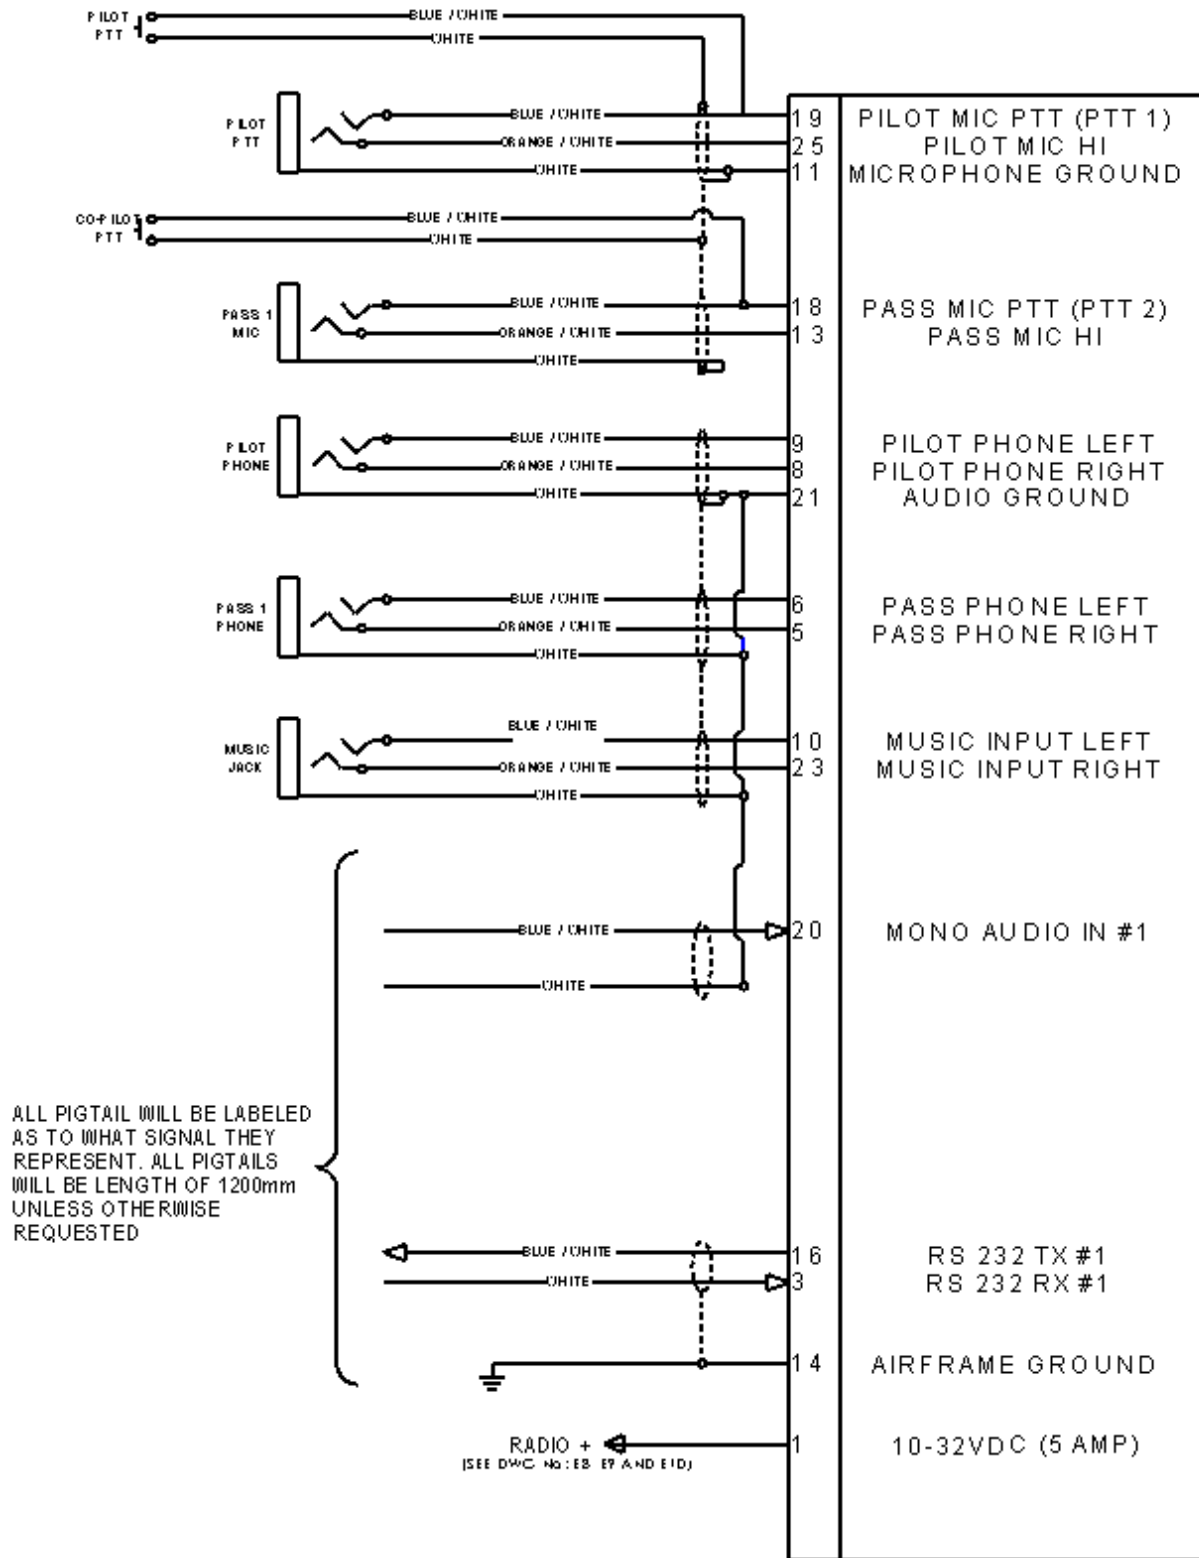 PILOT PTT
BLUE / WHITE
WHITE
PILOT PTT
BLUE / WHITE
ORANGE / WHITE
WHITE
19 PILOT MIC PTT (PTT 1)
25 PILOT MIC HI
11 MICROPHONE GROUND
CO-PILOT PTT
BLUE / WHITE
WHITE
PASS 1 MIC
BLUE / WHITE
ORANGE / WHITE
WHITE
18 PASS MIC PTT (PTT 2)
13 PASS MIC HI
PILOT PHONE
BLUE / WHITE
ORANGE / WHITE
WHITE
9 PILOT PHONE LEFT
8 PILOT PHONE RIGHT
21 AUDIO GROUND
PASS 1 PHONE
BLUE / WHITE
ORANGE / WHITE
WHITE
6 PASS PHONE LEFT
5 PASS PHONE RIGHT
MUSIC JACK
BLUE / WHITE
ORANGE / WHITE
WHITE
10 MUSIC INPUT LEFT
23 MUSIC INPUT RIGHT
BLUE / WHITE
20 MONO AUDIO IN #1
WHITE
ALL PIGTAIL WILL BE LABELED
AS TO WHAT SIGNAL THEY
REPRESENT. ALL PIGTAILS
WILL BE LENGTH OF 1200mm
UNLESS OTHERWISE
REQUESTED
BLUE / WHITE
16 RS 232 TX #1
WHITE
3 RS 232 RX #1
14 AIRFRAME GROUND
RADIO +
(SEE DWG No: E8 E9 AND E10)
1 10-32VDC (5 AMP)